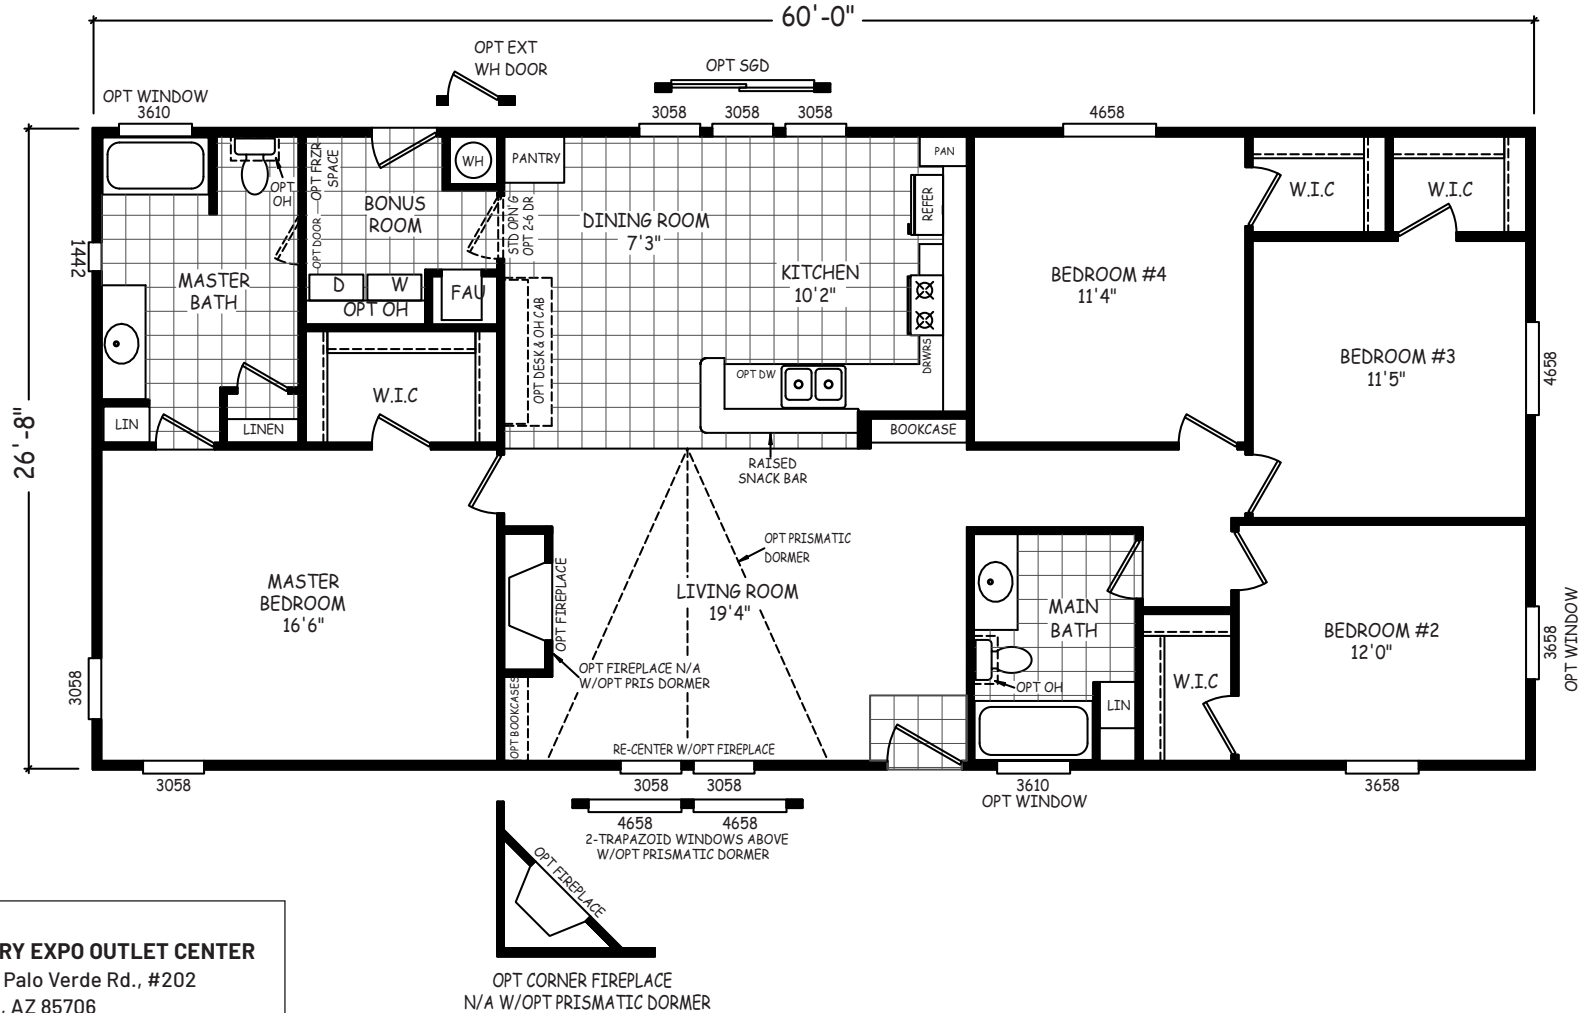 60'-0"
OPT EXT
WH DOOR
OPT SGD
OPT WINDOW
3610
3058
3058
3058
4658
26'-8"
1442
OPT
OH
OPT FRZR
SPACE
WH
PANTRY
PAN
W.I.C
W.I.C
BONUS
ROOM
OPT DOOR
STD OPN'G
OPT 2-6 DR
DINING ROOM
7'3"
REFER
MASTER
BATH
D
W
OPT OH
FAU
KITCHEN
10'2"
BEDROOM #4
11'4"
BEDROOM #3
11'5"
4658
OPT DESK & OH CAB
DRWRS
OPT DW
W.I.C
LIN
LINEN
BOOKCASE
RAISED
SNACK BAR
OPT PRISMATIC
DORMER
MASTER
BEDROOM
16'6"
OPT FIREPLACE
LIVING ROOM
19'4"
MAIN
BATH
BEDROOM #2
12'0"
3658
OPT WINDOW
OPT FIREPLACE N/A
W/OPT PRIS DORMER
OPT OH
W.I.C
LIN
3058
OPT BOOKCASES
RE-CENTER W/OPT FIREPLACE
3058
3058
3058
3610
OPT WINDOW
3658
4658
4658
2-TRAPAZOID WINDOWS ABOVE
W/OPT PRISMATIC DORMER
OPT FIREPLACE
OPT CORNER FIREPLACE
N/A W/OPT PRISMATIC DORMER
RY EXPO OUTLET CENTER
Palo Verde Rd., #202
, AZ 85706